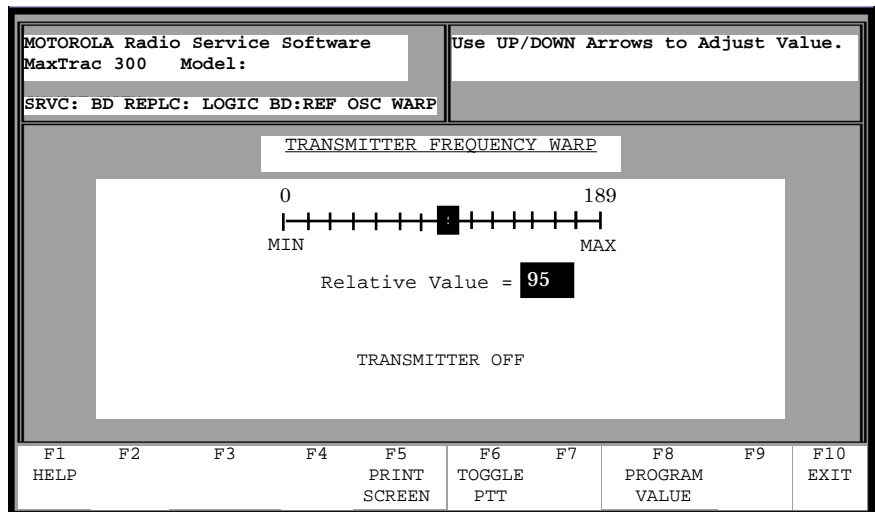 MOTOROLA Radio Service Software
MaxTrac 300 Model:
SRVC: BD REPLC: LOGIC BD:REF OSC WARP
Use UP/DOWN Arrows to Adjust Value.
TRANSMITTER FREQUENCY WARP
0 189
MIN MAX
Relative Value = 95
TRANSMITTER OFF
F1 F2 F3 F4 F5 F6 F7 F8 F9 F10
HELP PRINT TOGGLE PROGRAM EXIT
SCREEN PTT VALUE